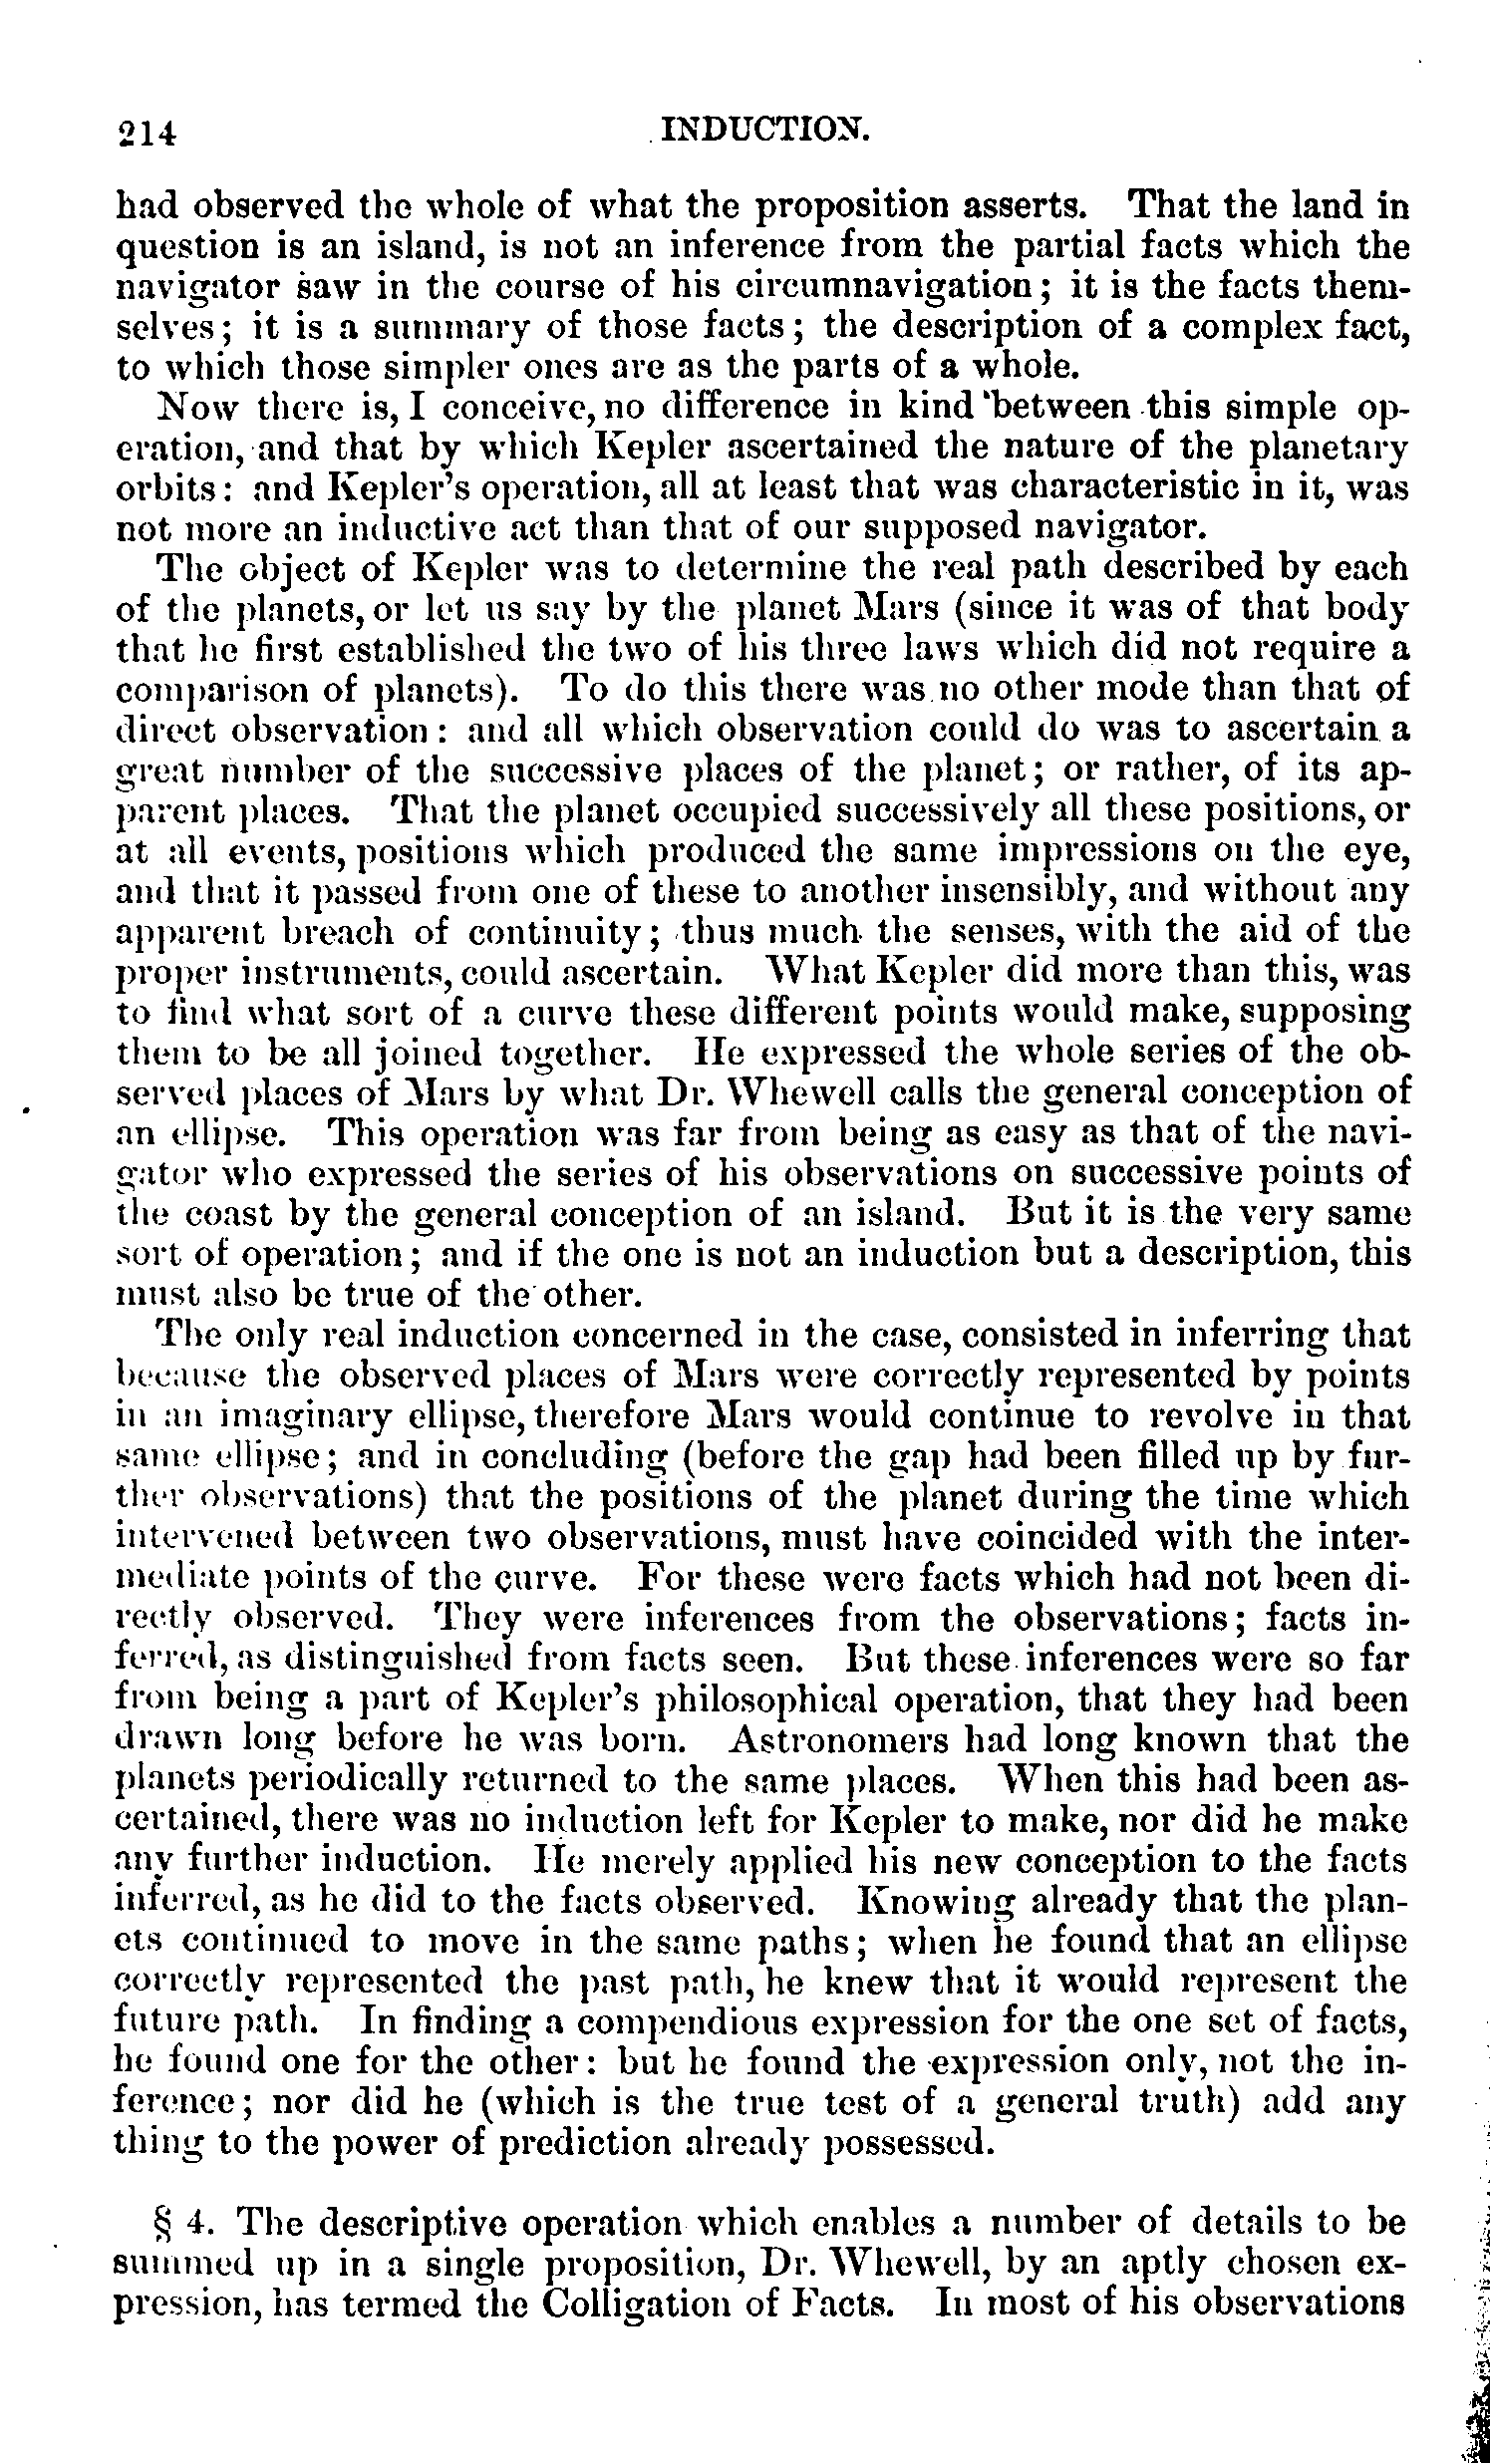 214 INDUCTION.
had observed the whole of what the proposition asserts. That the land in
question is an island, is not an inference from the partial facts which the
navigator saw in the course of his circumnavigation; it is the facts them-
selves; it is a summary of those facts; the description of a complex fact,
to which those simpler ones are as the parts of a whole.
Now there is, I conceive, no difference in kind between this simple op-
eration, and that by which Kepler ascertained the nature of the planetary
orbits: and Kepler's operation, all at least that was characteristic in it, was
not more an inductive act than that of our supposed navigator.
The object of Kepler was to determine the real path described by each
of the planets, or let us say by the planet Mars (since it was of that body
that he first established the two of his three laws which did not require a
comparison of planets). To do this there was no other mode than that of
direct observation: and all which observation could do was to ascertain a
great number of the successive places of the planet; or rather, of its ap-
parent places. That the planet occupied successively all these positions, or
at all events, positions which produced the same impressions on the eye,
and that it passed from one of these to another insensibly, and without any
apparent breach of continuity; thus much the senses, with the aid of the
proper instruments, could ascertain. What Kepler did more than this, was
to find what sort of a curve these different points would make, supposing
them to be all joined together. He expressed the whole series of the ob-
served places of Mars by what Dr. Whewell calls the general conception of
an ellipse. This operation was far from being as easy as that of the navi-
gator who expressed the series of his observations on successive points of
the coast by the general conception of an island. But it is the very same
sort of operation; and if the one is not an induction but a description, this
must also be true of the other.
The only real induction concerned in the case, consisted in inferring that
because the observed places of Mars were correctly represented by points
in an imaginary ellipse, therefore Mars would continue to revolve in that
same ellipse; and in concluding (before the gap had been filled up by fur-
ther observations) that the positions of the planet during the time which
intervened between two observations, must have coincided with the inter-
mediate points of the curve. For these were facts which had not been di-
rectly observed. They were inferences from the observations; facts in-
ferred, as distinguished from facts seen. But these inferences were so far
from being a part of Kepler's philosophical operation, that they had been
drawn long before he was born. Astronomers had long known that the
planets periodically returned to the same places. When this had been as-
certained, there was no induction left for Kepler to make, nor did he make
any further induction. He merely applied his new conception to the facts
inferred, as he did to the facts observed. Knowing already that the plan-
ets continued to move in the same paths; when he found that an ellipse
correctly represented the past path, he knew that it would represent the
future path. In finding a compendious expression for the one set of facts,
he found one for the other: but he found the expression only, not the in-
ference; nor did he (which is the true test of a general truth) add any
thing to the power of prediction already possessed.
§ 4. The descriptive operation which enables a number of details to be
summed up in a single proposition, Dr. Whewell, by an aptly chosen ex-
pression, has termed the Colligation of Facts. In most of his observations